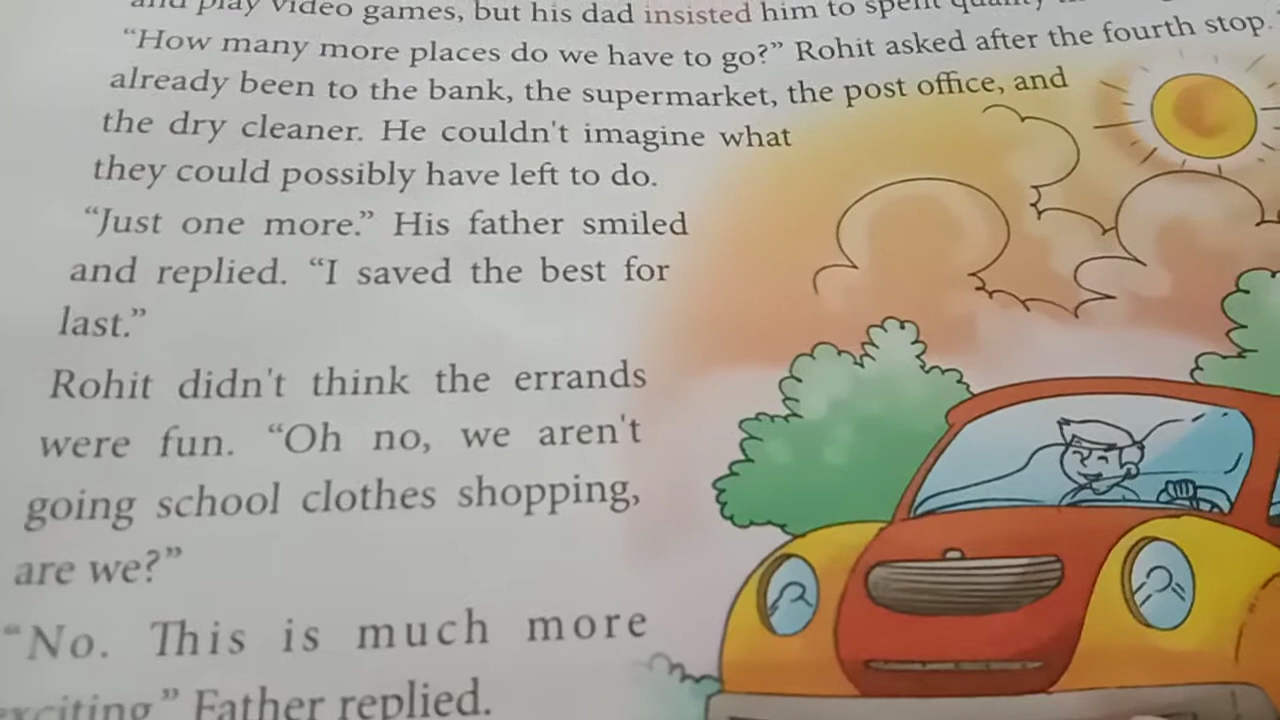 and play video games, but his dad insisted him to spent quality
"How many more places do we have to go?" Rohit asked after the fourth stop.
already been to the bank, the supermarket, the post office, and
the dry cleaner. He couldn't imagine what
they could possibly have left to do.
"Just one more." His father smiled
and replied. "I saved the best for
last."
Rohit didn't think the errands
were fun. "Oh no, we aren't
going school clothes shopping,
are we?"
"No. This is much more
exciting" Father replied.